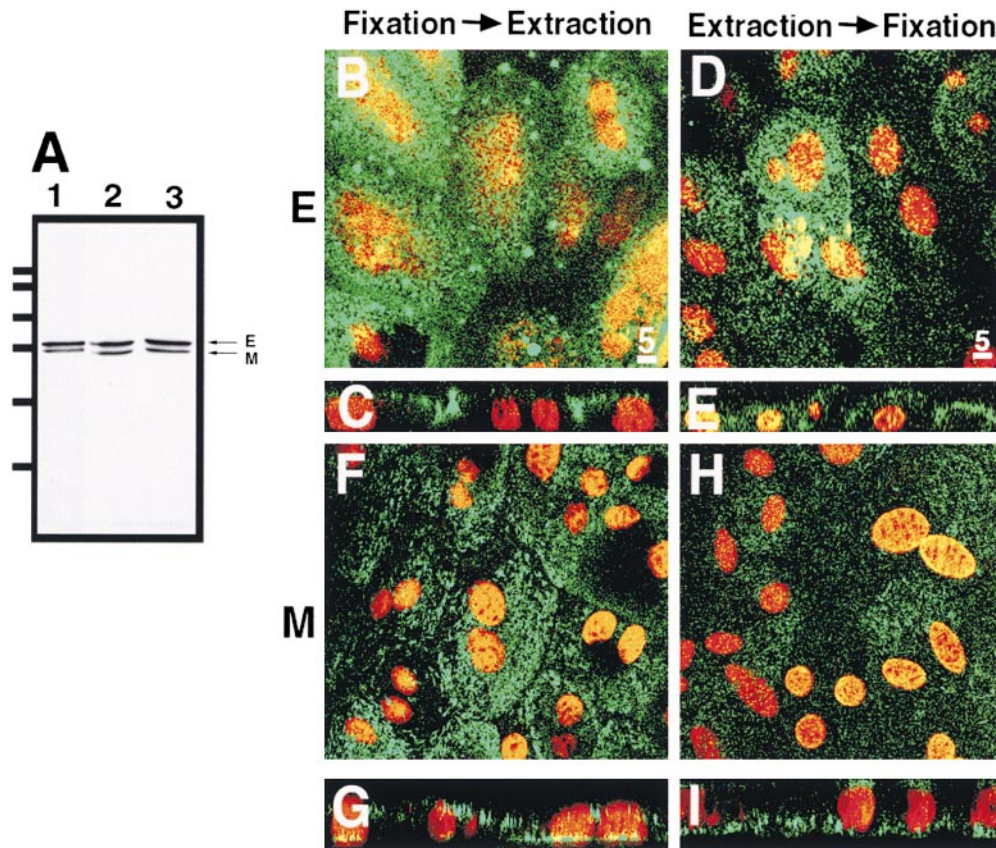 Fixation → Extraction
Extraction → Fixation
A
1 2 3
E
M
B
D
E
5
5
C
E
F
H
M
G
I